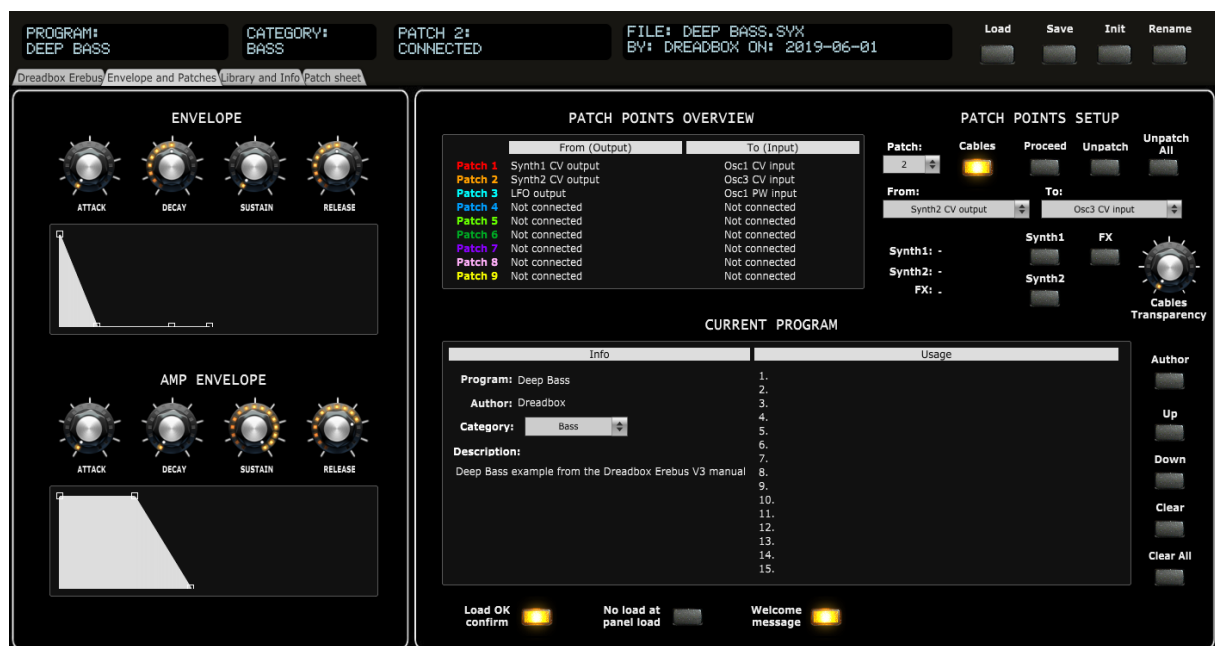 PROGRAM:
DEEP BASS
CATEGORY:
BASS
PATCH 2:
CONNECTED
FILE: DEEP BASS.SYX
BY: DREADBOX ON: 2019-06-01
Load
Save
Init
Rename
Dreadbox Erebus
Envelope and Patches
Library and Info
Patch sheet
ENVELOPE
ATTACK
DECAY
SUSTAIN
RELEASE
AMP ENVELOPE
ATTACK
DECAY
SUSTAIN
RELEASE
PATCH POINTS OVERVIEW
From (Output) To (Input)
Patch 1 Synth1 CV output Osc1 CV input
Patch 2 Synth2 CV output Osc3 CV input
Patch 3 LFO output Osc1 PW input
Patch 4 Not connected Not connected
Patch 5 Not connected Not connected
Patch 6 Not connected Not connected
Patch 7 Not connected Not connected
Patch 8 Not connected Not connected
Patch 9 Not connected Not connected
PATCH POINTS SETUP
Patch:
2
Cables
Proceed
Unpatch
Unpatch
All
From:
Synth2 CV output
To:
Osc3 CV input
Synth1: -
Synth2: -
FX: -
Synth1
FX
Synth2
Cables
Transparency
CURRENT PROGRAM
Info
Program: Deep Bass
Author: Dreadbox
Category: Bass
Description:
Deep Bass example from the Dreadbox Erebus V3 manual
Usage
1.
2.
3.
4.
5.
6.
7.
8.
9.
10.
11.
12.
13.
14.
15.
Author
Up
Down
Clear
Clear All
Load OK
confirm
No load at
panel load
Welcome
message